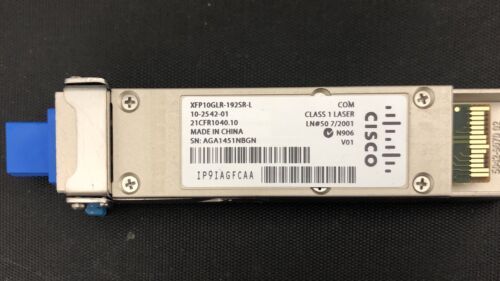 XFP10GLR-192SR-L
10-2542-01
21CFR1040.10
MADE IN CHINA
SN: AGA1451NBGN
IP9IAGFCAA
COM
CLASS 1 LASER
LN#50 7/2001
N906
V01
CISCO